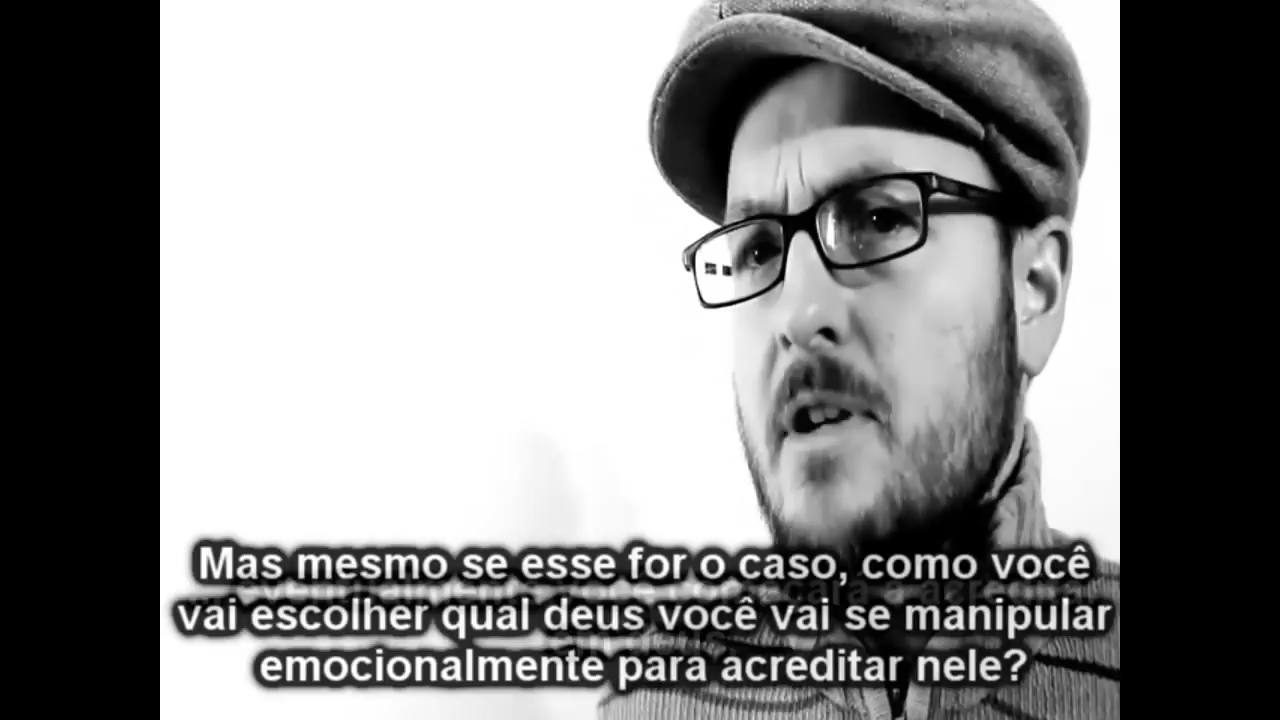 Mas mesmo se esse for o caso, como você
vai escolher qual deus você vai se manipular
emocionalmente para acreditar nele?